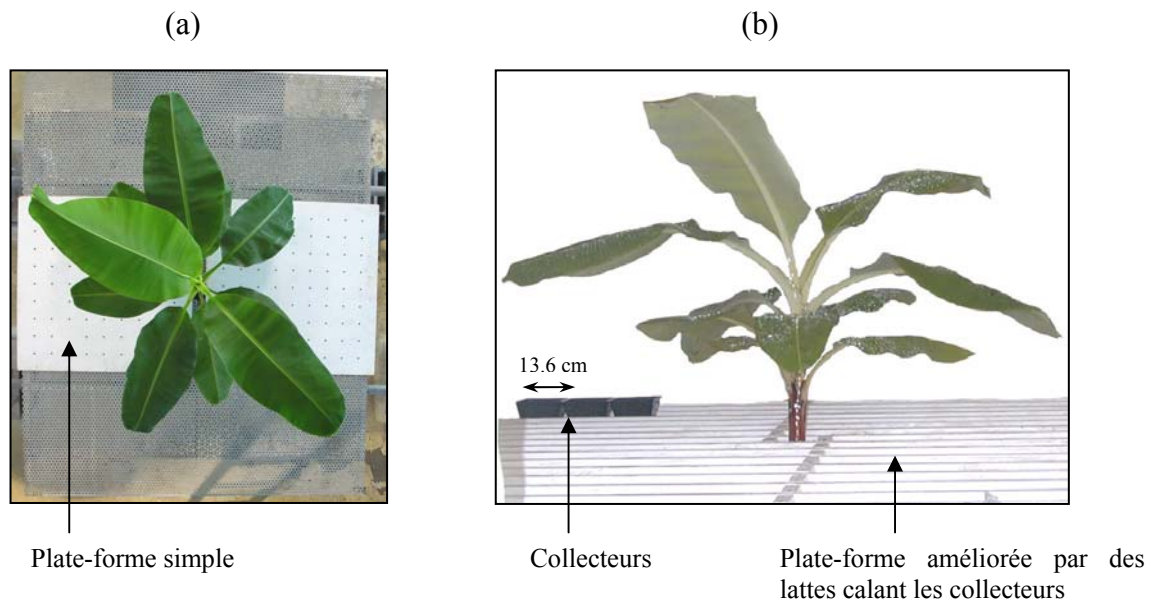 (a)
(b)
13.6 cm
Plate-forme simple
Collecteurs
Plate-forme améliorée par des
lattes calant les collecteurs